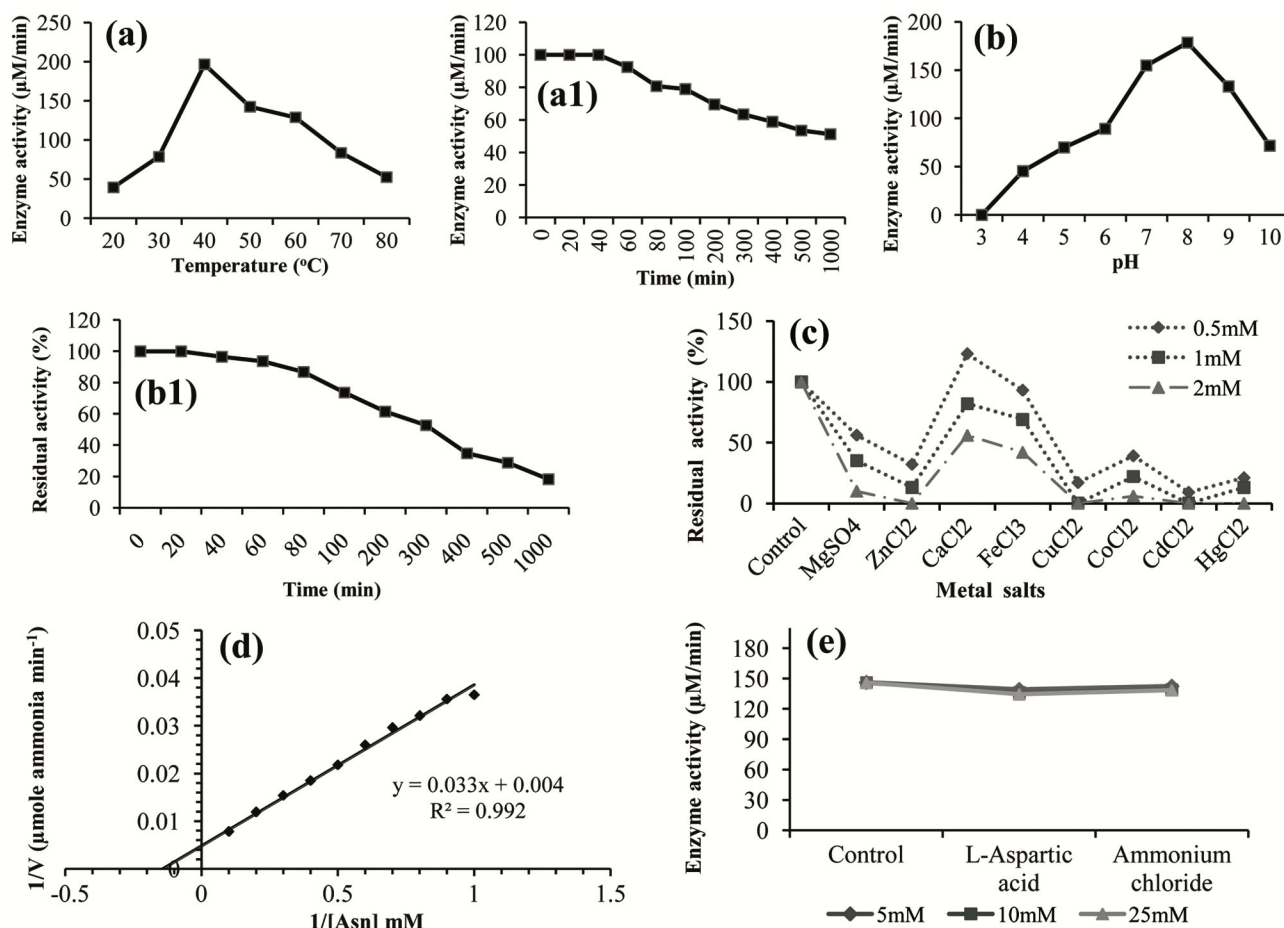 (a)
Enzyme activity (µM/min)
250
200
150
100
50
0
20 30 40 50 60 70 80
Temperature (°C)
(a1)
Enzyme activity (µM/min)
120
100
80
60
40
20
0
0 20 40 60 80 100 200 300 400 500 1000
Time (min)
(b)
Enzyme activity (µM/min)
200
150
100
50
0
3 4 5 6 7 8 9 10
pH
(b1)
Residual activity (%)
120
100
80
60
40
20
0
0 20 40 60 80 100 200 300 400 500 1000
Time (min)
(c)
Residual activity (%)
150
100
50
0
0.5mM
1mM
2mM
Control MgSO4 ZnCl2 CaCl2 FeCl3 CuCl2 CoCl2 CdCl2 HgCl2
Metal salts
(d)
1/V (µmole ammonia min⁻¹)
0.05
0.04
0.03
0.02
0.01
0
y = 0.033x + 0.004
R² = 0.992
-0.5 0 0.5 1 1.5
1/[Asn] mM
(e)
Enzyme activity (µM/min)
180
150
120
90
60
30
0
Control L-Aspartic Ammonium
acid chloride
5mM 10mM 25mM